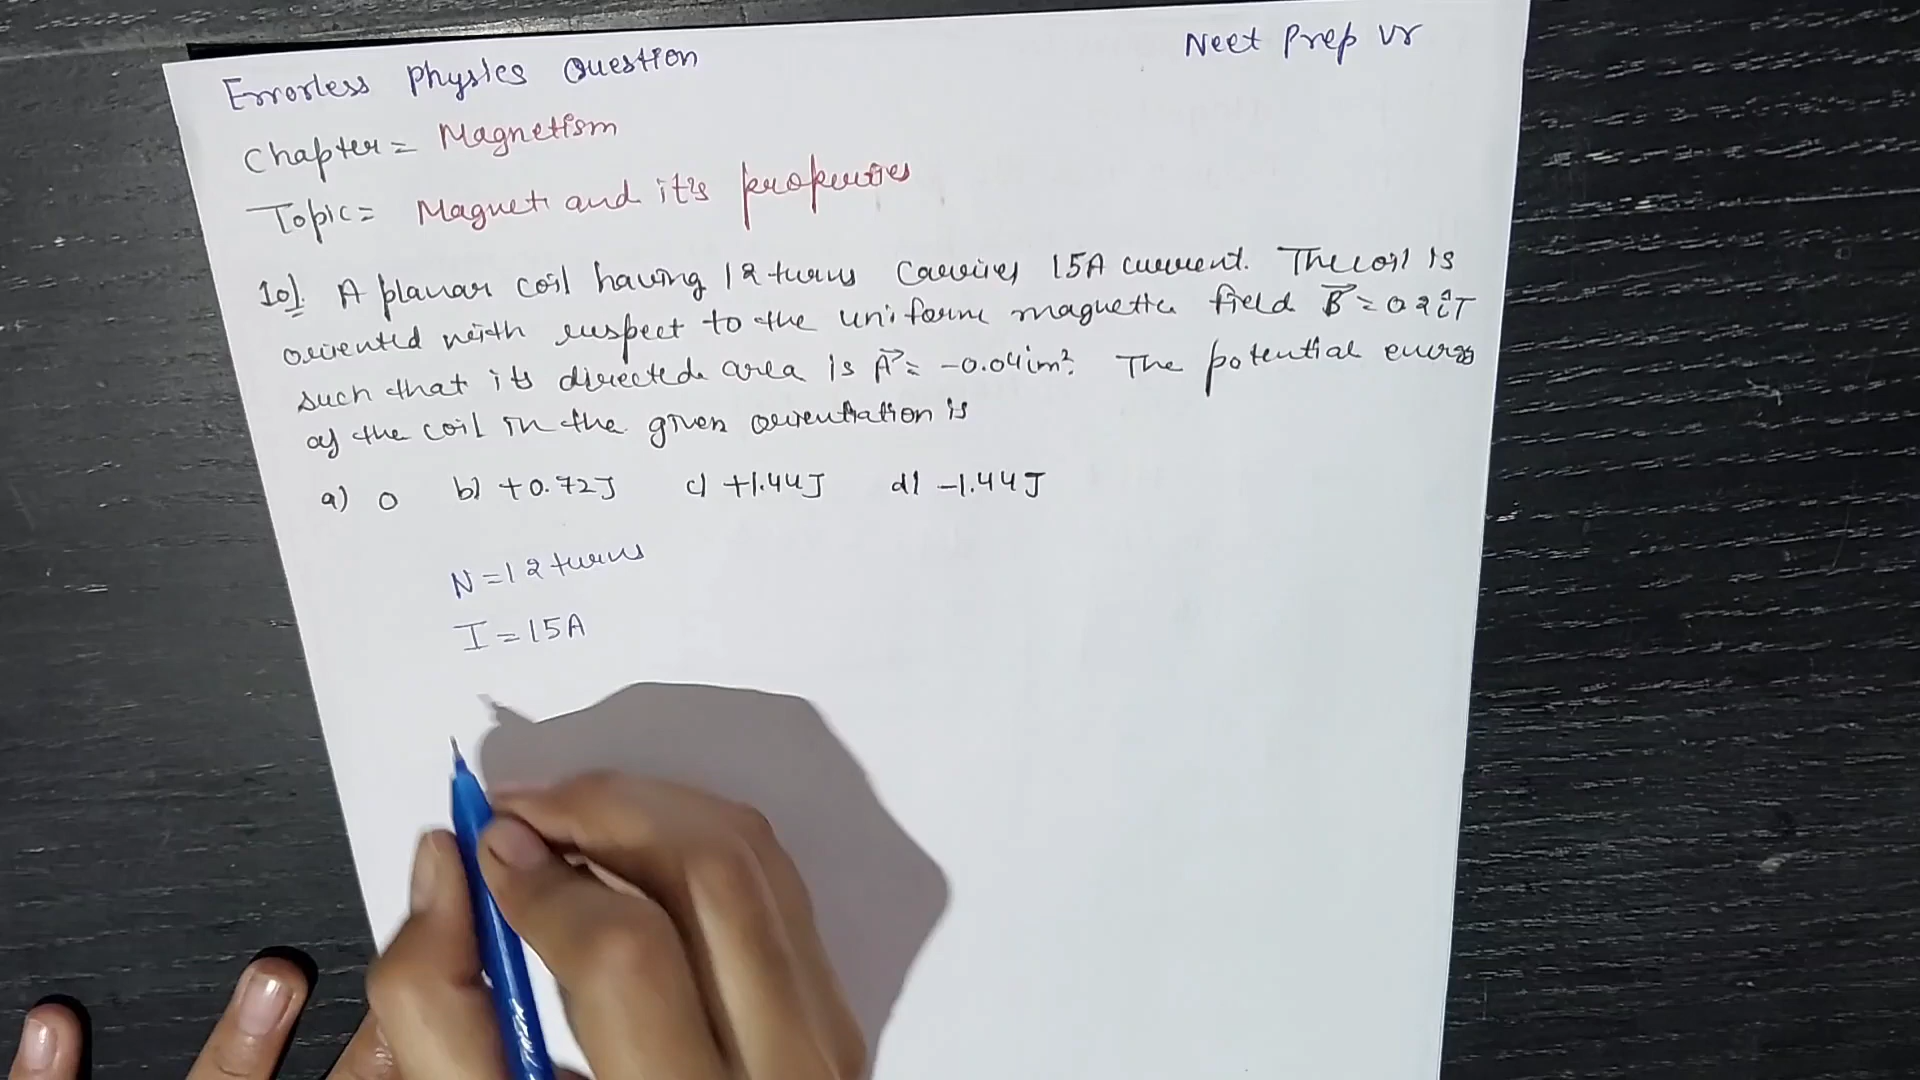 Errorless Physics Question
Neet Prep Vr
Chapter = Magnetism
Topic = Magnet and it's properties
10]. A planar coil having 12 turns carries 15A current. The coil is
oriented with respect to the uniform magnetic field B⃗ = 0.2îT
such that its directed area is A⃗ = -0.04îm². The potential energy
of the coil in the given orientation is
a) 0 b) +0.72J c) +1.44J d) -1.44J
N = 12 turns
I = 15A